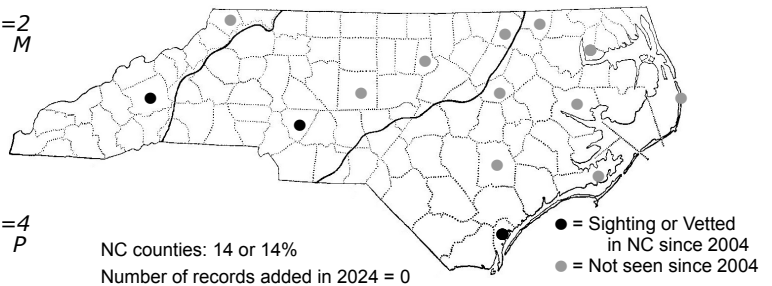 =2
M
=4
P
NC counties: 14 or 14%
Number of records added in 2024 = 0
● = Sighting or Vetted
in NC since 2004
● = Not seen since 2004